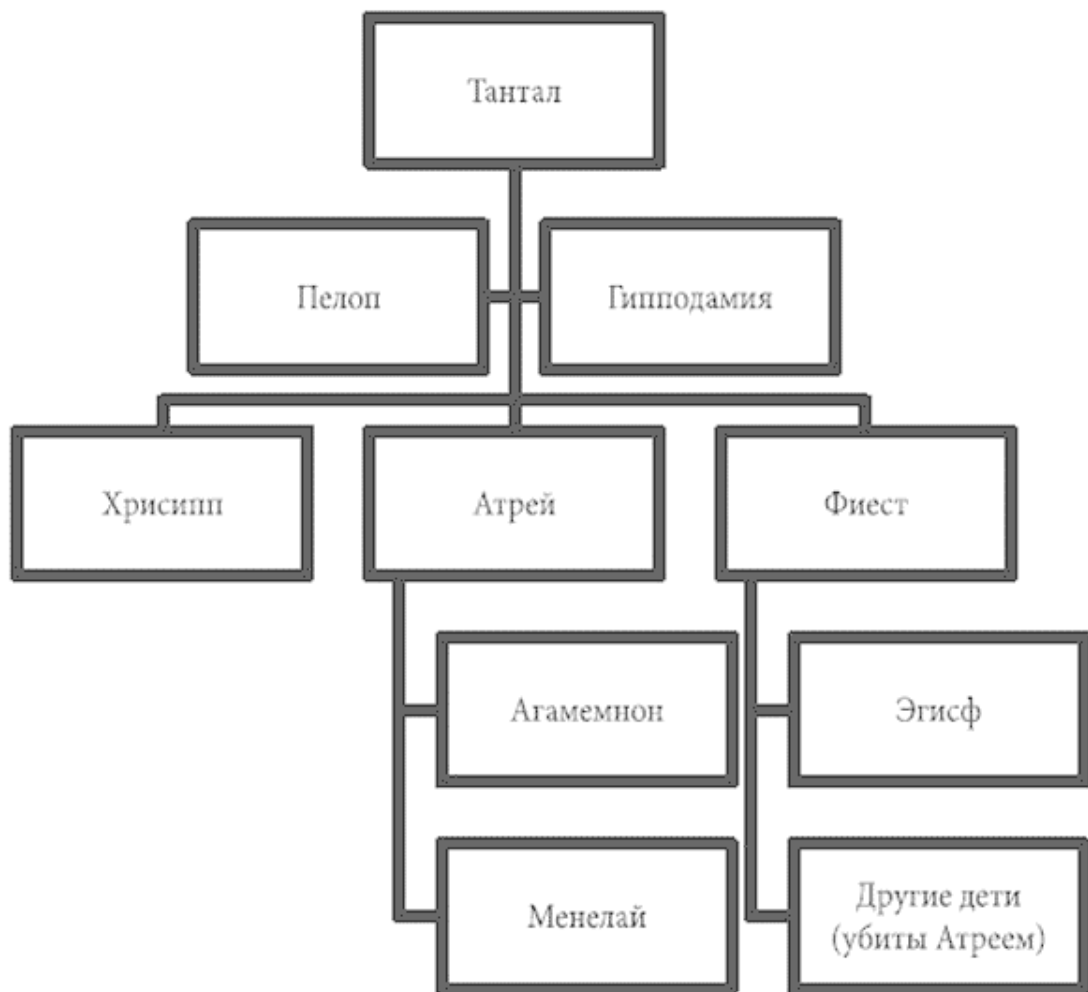 Тантал
Пелоп
Гипподамия
Хрисипп
Атрей
Фиест
Агамемнон
Эгисф
Менелай
Другие дети
(убиты Атреем)